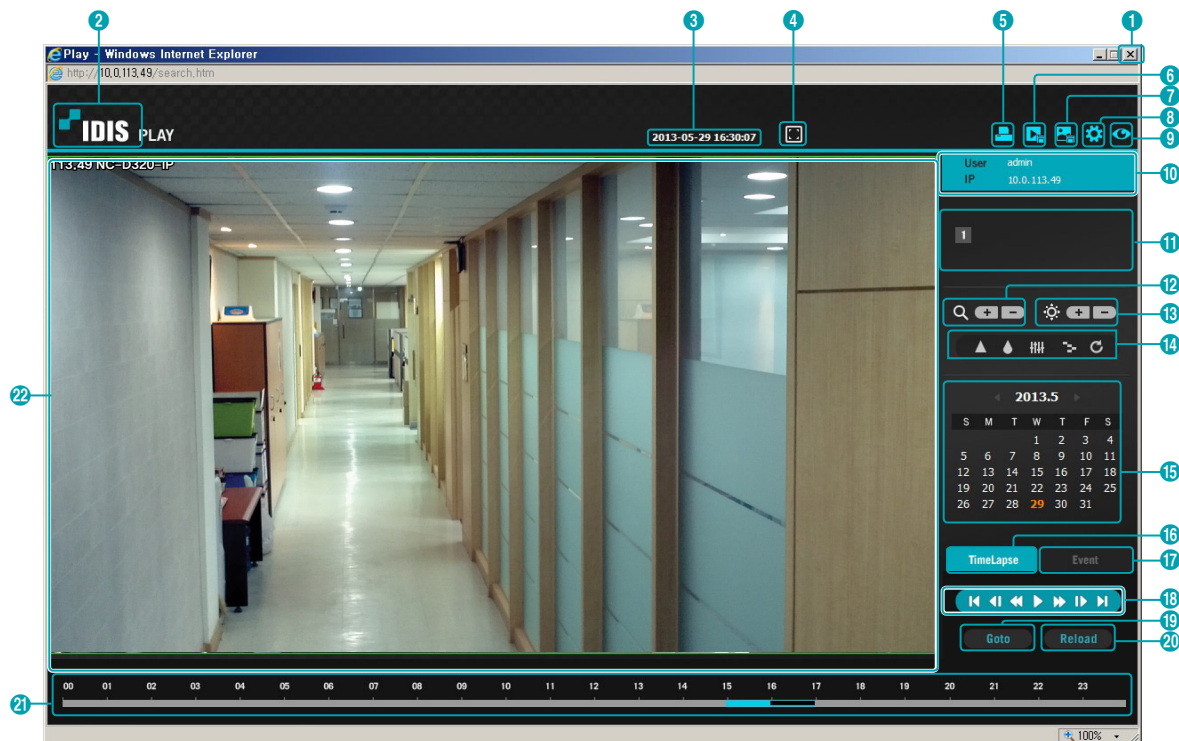 2 3 4 5 1
Play - Windows Internet Explorer
http://10.0.113.49/search.htm
6
7
8
9
IDIS PLAY
2013-05-29 16:30:07
113.49 NC-D320-IP
User admin
IP 10.0.113.49
10
1
11
12
13
14
22
2013.5
S M T W T F S
1 2 3 4
5 6 7 8 9 10 11
12 13 14 15 16 17 18
19 20 21 22 23 24 25
26 27 28 29 30 31
15
16
TimeLapse Event
17
18
19
Goto Reload
20
00 01 02 03 04 05 06 07 08 09 10 11 12 13 14 15 16 17 18 19 20 21 22 23
21
100%